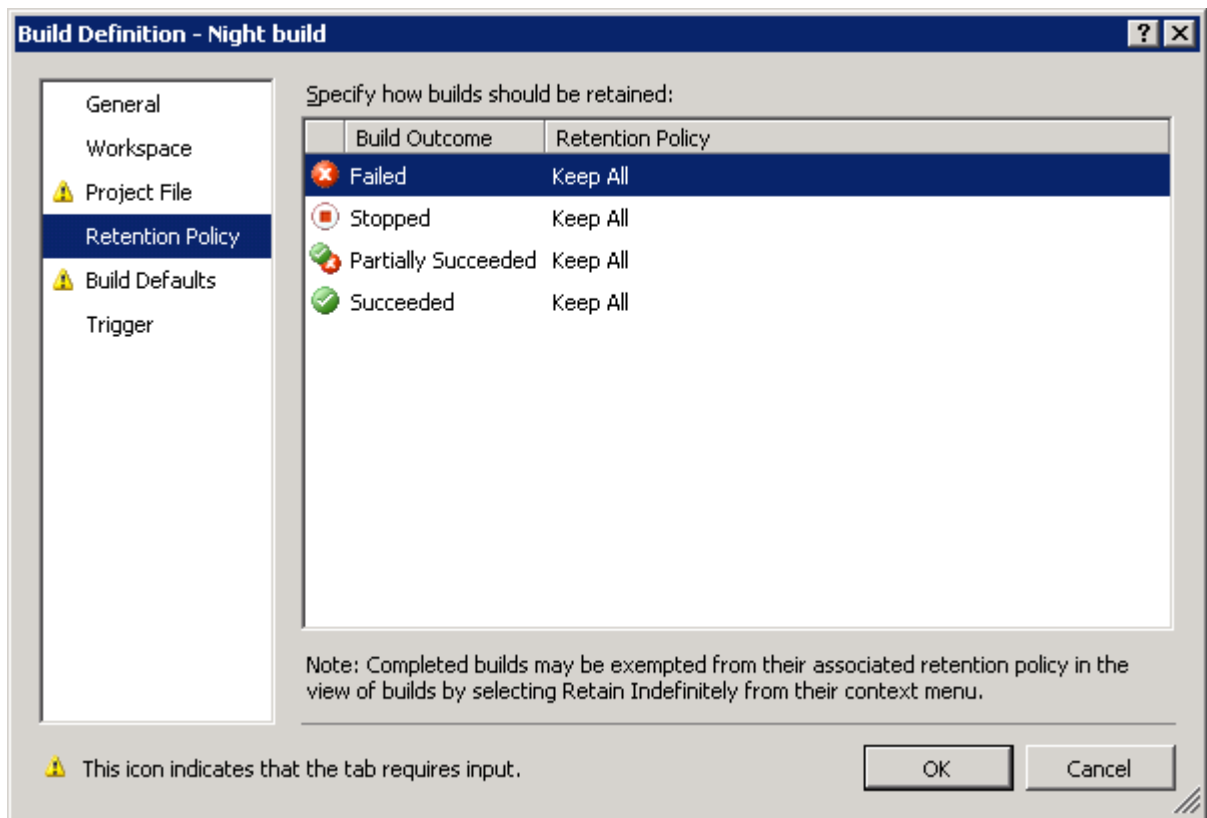 Build Definition - Night build
General
Workspace
Project File
Retention Policy
Build Defaults
Trigger
Specify how builds should be retained:
Build Outcome Retention Policy
Failed Keep All
Stopped Keep All
Partially Succeeded Keep All
Succeeded Keep All
Note: Completed builds may be exempted from their associated retention policy in the
view of builds by selecting Retain Indefinitely from their context menu.
This icon indicates that the tab requires input.
OK Cancel